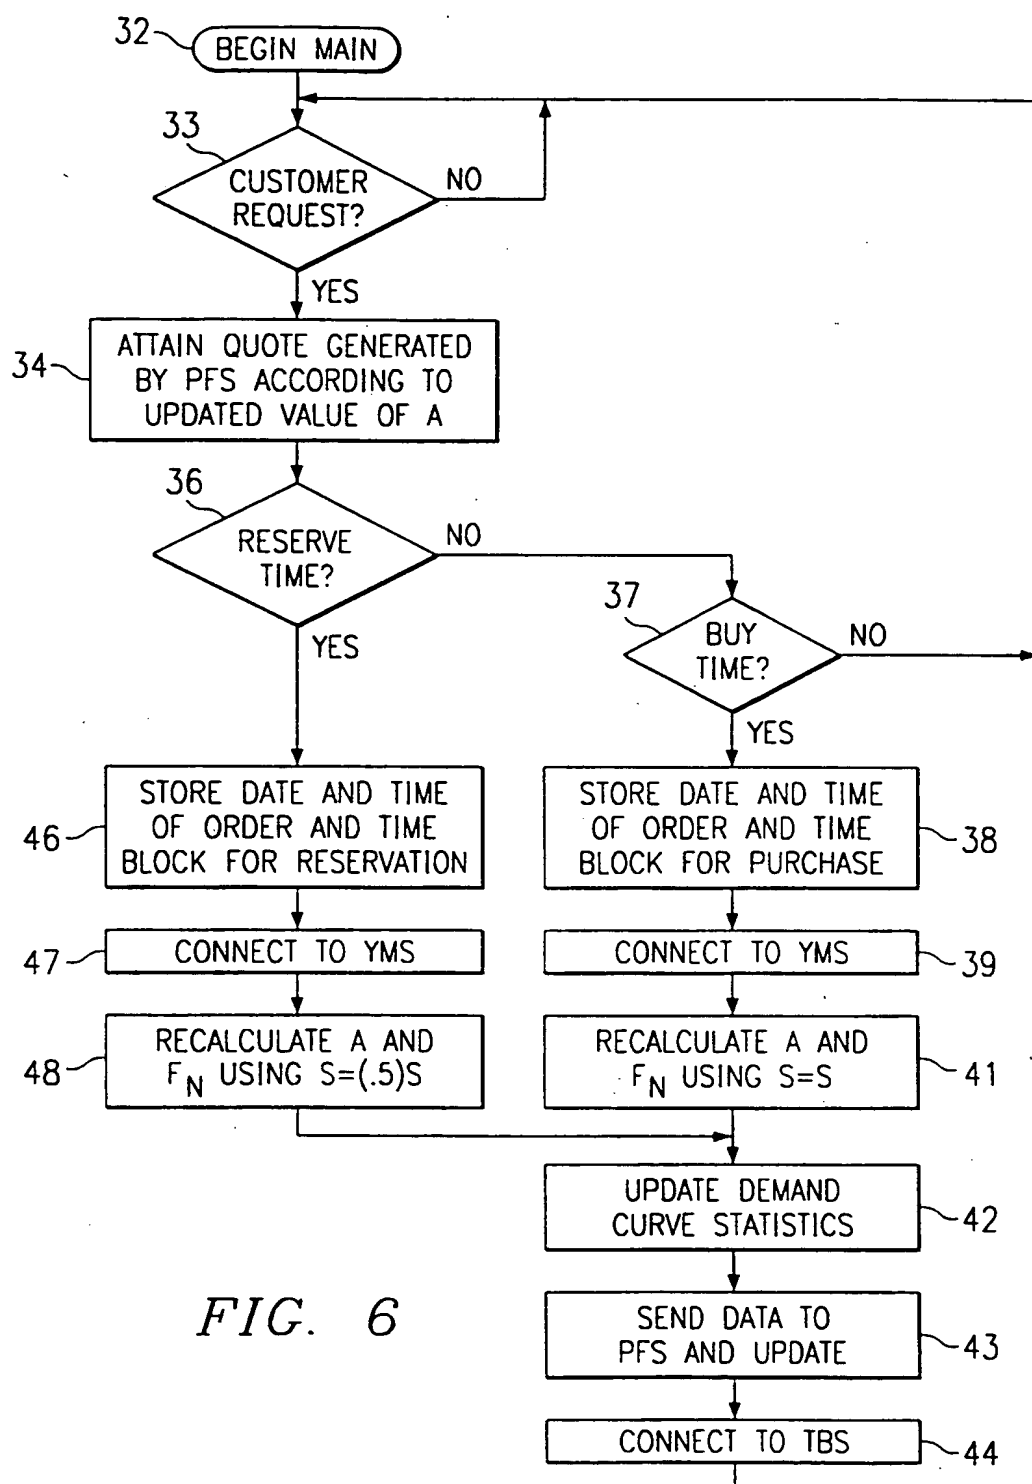 32
BEGIN MAIN
33
CUSTOMER
REQUEST?
NO
YES
34
ATTAIN QUOTE GENERATED
BY PFS ACCORDING TO
UPDATED VALUE OF A
36
RESERVE
TIME?
NO
YES
37
BUY
TIME?
NO
YES
46
STORE DATE AND TIME
OF ORDER AND TIME
BLOCK FOR RESERVATION
STORE DATE AND TIME
OF ORDER AND TIME
BLOCK FOR PURCHASE
38
47
CONNECT TO YMS
CONNECT TO YMS
39
48
RECALCULATE A AND
F_N USING S=(.5)S
RECALCULATE A AND
F_N USING S=S
41
UPDATE DEMAND
CURVE STATISTICS
42
FIG. 6
SEND DATA TO
PFS AND UPDATE
43
CONNECT TO TBS
44